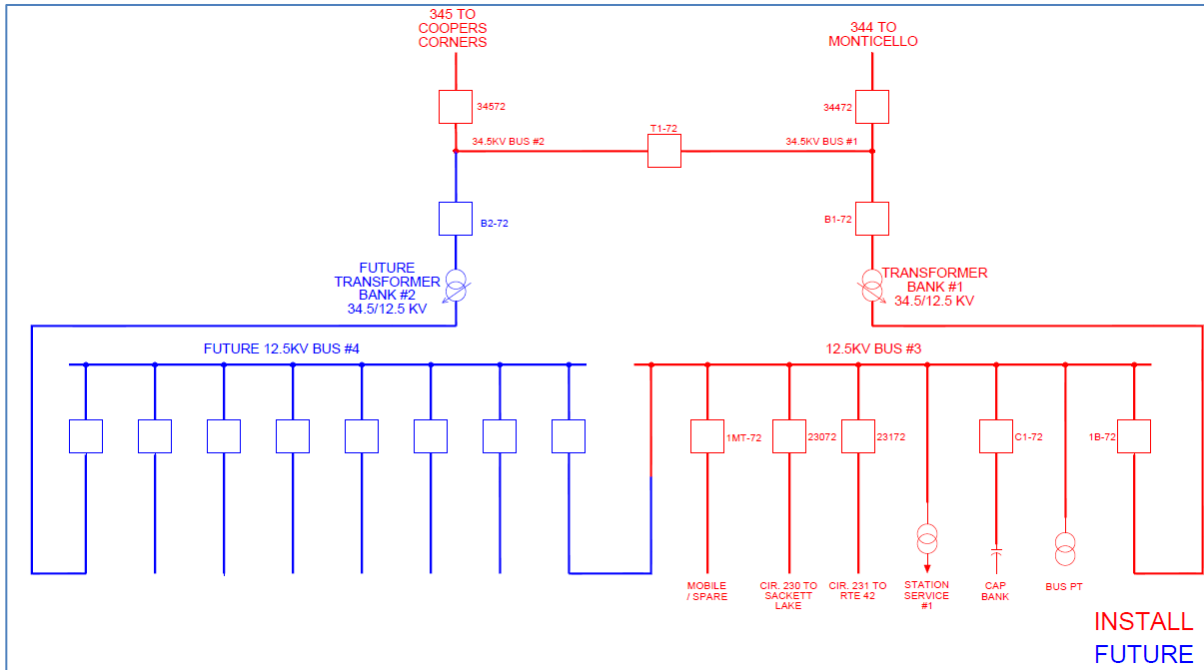 345 TO
COOPERS
CORNERS
344 TO
MONTICELLO
34572
34472
T1-72
34.5KV BUS #2
34.5KV BUS #1
B2-72
B1-72
FUTURE
TRANSFORMER
BANK #2
34.5/12.5 KV
TRANSFORMER
BANK #1
34.5/12.5 KV
FUTURE 12.5KV BUS #4
12.5KV BUS #3
1MT-72
23072
23172
C1-72
1B-72
MOBILE
/ SPARE
CIR. 230 TO
SACKETT
LAKE
CIR. 231 TO
RTE 42
STATION
SERVICE
#1
CAP
BANK
BUS PT
INSTALL
FUTURE